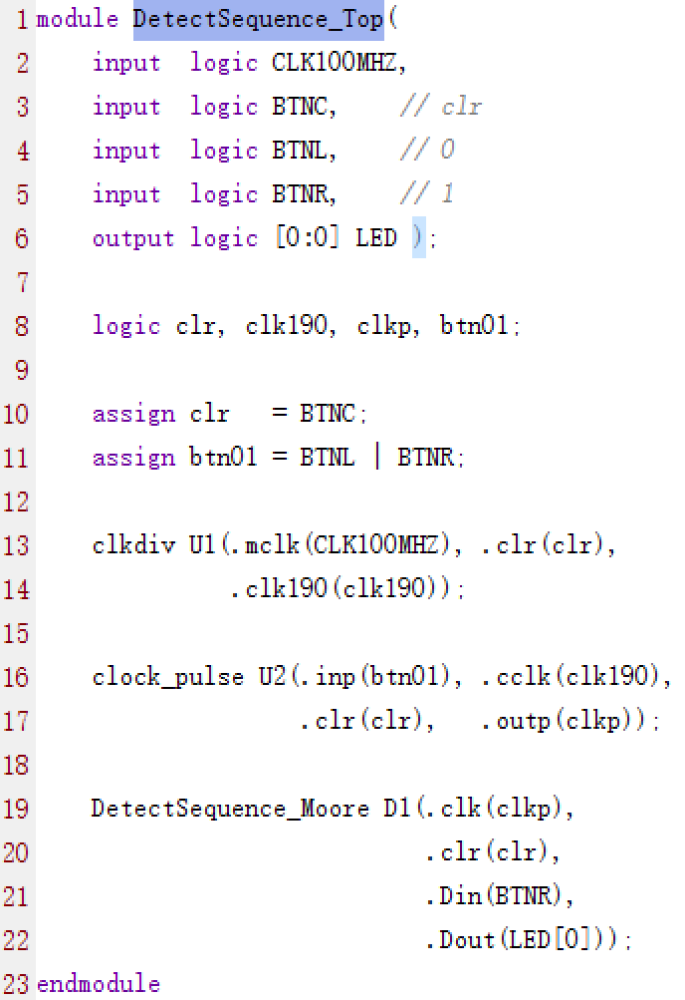 1 module DetectSequence_Top(
2 input logic CLK100MHZ,
3 input logic BTNC, // clr
4 input logic BTNL, // 0
5 input logic BTNR, // 1
6 output logic [0:0] LED );
7
8 logic clr, clk190, clkp, btn01;
9
10 assign clr = BTNC;
11 assign btn01 = BTNL | BTNR;
12
13 clkdiv U1(.mclk(CLK100MHZ), .clr(clr),
14 .clk190(clk190));
15
16 clock_pulse U2(.inp(btn01), .cclk(clk190),
17 .clr(clr), .outp(clkp));
18
19 DetectSequence_Moore D1(.clk(clkp),
20 .clr(clr),
21 .Din(BTNR),
22 .Dout(LED[0]));
23 endmodule